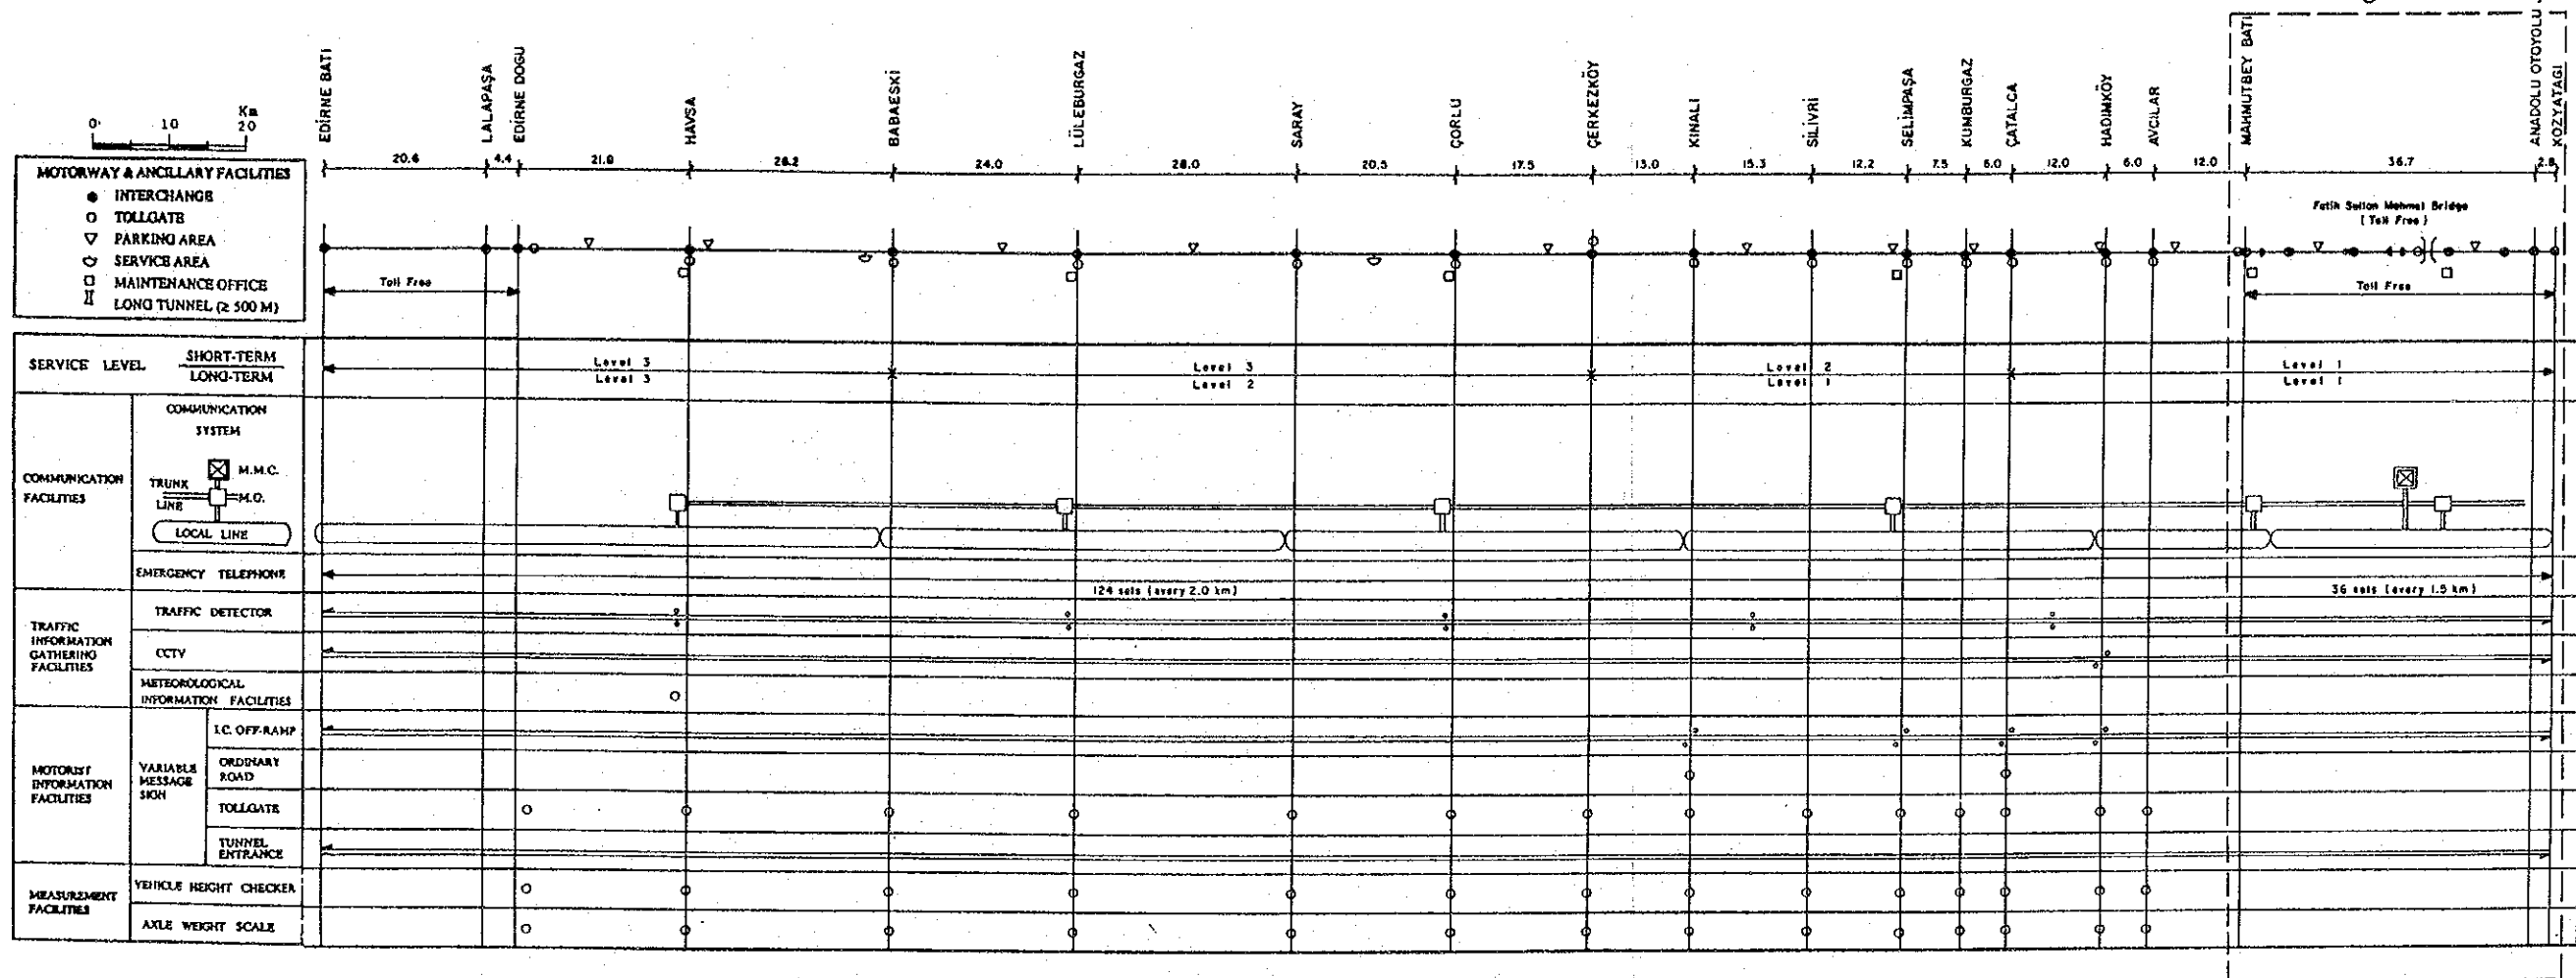 EDİRNE BATI
LALAPAŞA
EDİRNE DOGU
HAVSA
BABAESKİ
LÜLEBURGAZ
SARAY
ÇORLU
ÇERKEZKÖY
KINALI
SİLİVRİ
SELİMPAŞA
KUMBURGAZ
ÇATALCA
HADIMKÖY
AVCILAR
MAHMUTBEY BATI
ANADOLU OTOYOLU
KOZYATAGI
Km
0 10 20
20.6 4.4 21.8 26.2 24.0 28.0 20.5 17.5 13.0 15.3 12.2 7.5 6.0 12.0 6.0 12.0 36.7 2.8
MOTORWAY & ANCILLARY FACILITIES
INTERCHANGE
TOLLGATE
PARKING AREA
SERVICE AREA
MAINTENANCE OFFICE
LONG TUNNEL (≥ 500 M)
Toll Free
Fatih Sultan Mehmet Bridge
(Toll Free)
Toll Free
SERVICE LEVEL
SHORT-TERM
LONG-TERM
Level 3
Level 3
Level 3
Level 2
Level 2
Level 1
Level 1
Level 1
COMMUNICATION
FACILITIES
COMMUNICATION
SYSTEM
M.M.C.
TRUNK
LINE
M.O.
LOCAL LINE
EMERGENCY TELEPHONE
124 sets (every 2.0 km)
36 sets (every 1.5 km)
TRAFFIC
INFORMATION
GATHERING
FACILITIES
TRAFFIC DETECTOR
CCTV
METEOROLOGICAL
INFORMATION FACILITIES
MOTORIST
INFORMATION
FACILITIES
VARIABLE
MESSAGE
SIGN
I.C. OFF-RAMP
ORDINARY
ROAD
TOLLGATE
TUNNEL
ENTRANCE
MEASUREMENT
FACILITIES
VEHICLE HEIGHT CHECKER
AXLE WEIGHT SCALE